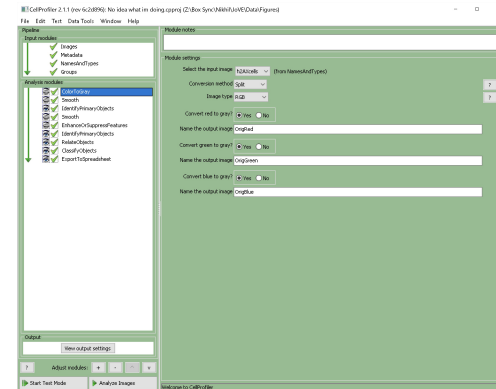 CellProfiler 2.1.1 (rev 6c2d896): No idea what im doing.cpproj (Z:\Box Sync\Nikhil\JoVE\Data\Figures)
File Edit Test Data Tools Window Help
Pipeline
Input modules
Images
Metadata
NamesAndTypes
Groups
Analysis modules
ColorToGray
Smooth
IdentifyPrimaryObjects
Smooth
EnhanceOrSuppressFeatures
IdentifyPrimaryObjects
RelateObjects
ClassifyObjects
ExportToSpreadsheet
Output
View output settings
? Adjust modules: + - ^ v
Start Test Mode Analyze Images
Module notes
Module settings
Select the input image h2AXcells (from NamesAndTypes)
Conversion method Split ?
Image type RGB ?
Convert red to gray? Yes No
Name the output image OrigRed
Convert green to gray? Yes No
Name the output image OrigGreen
Convert blue to gray? Yes No
Name the output image OrigBlue
Welcome to CellProfiler